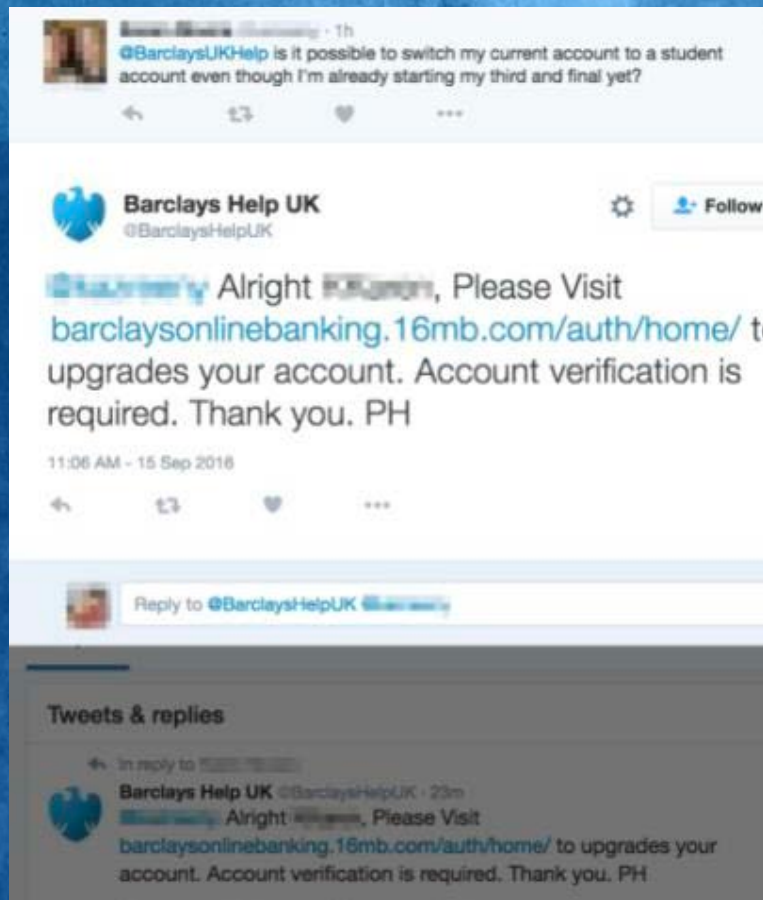 · 1h
@BarclaysUKHelp is it possible to switch my current account to a student
account even though I'm already starting my third and final yet?
Barclays Help UK
Follow
@BarclaysHelpUK
Alright , Please Visit
barclaysonlinebanking.16mb.com/auth/home/ to
upgrades your account. Account verification is
required. Thank you. PH
11:06 AM - 15 Sep 2016
Reply to @BarclaysHelpUK
Tweets & replies
In reply to
Barclays Help UK @BarclaysHelpUK · 23m
Alright , Please Visit
barclaysonlinebanking.16mb.com/auth/home/ to upgrades your
account. Account verification is required. Thank you. PH